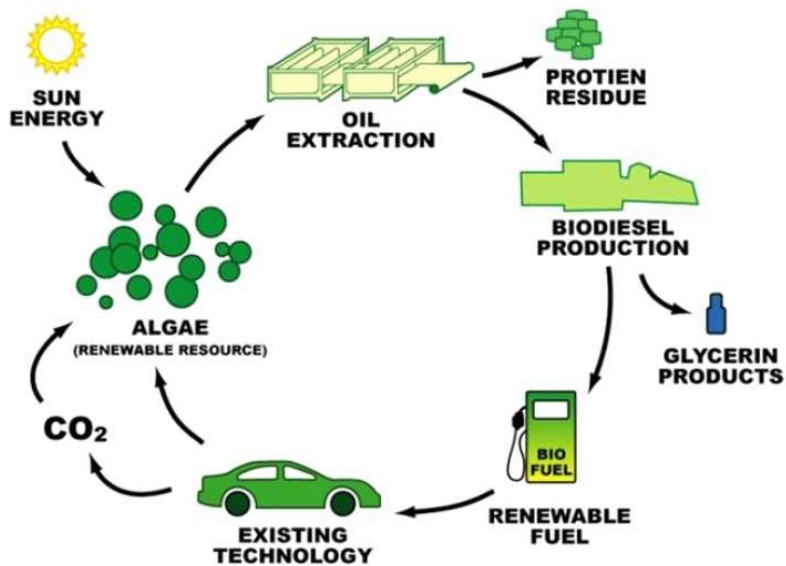 SUN
ENERGY
OIL
EXTRACTION
PROTIEN
RESIDUE
BIODIESEL
PRODUCTION
GLYCERIN
PRODUCTS
BIO
FUEL
RENEWABLE
FUEL
EXISTING
TECHNOLOGY
CO₂
ALGAE
(RENEWABLE RESOURCE)